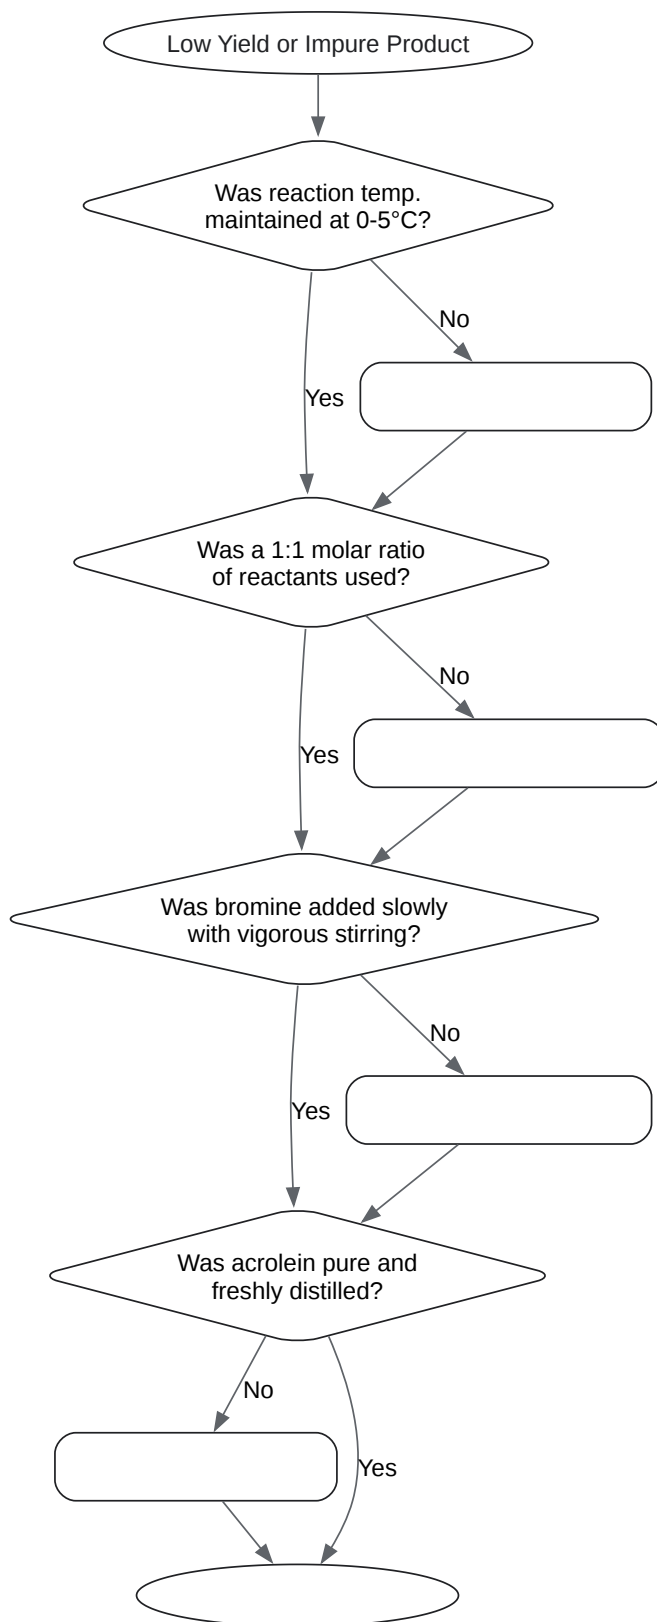 Low Yield or Impure Product
Was reaction temp.
maintained at 0-5°C?
No
Yes
Was a 1:1 molar ratio
of reactants used?
No
Yes
Was bromine added slowly
with vigorous stirring?
No
Yes
Was acrolein pure and
freshly distilled?
No
Yes